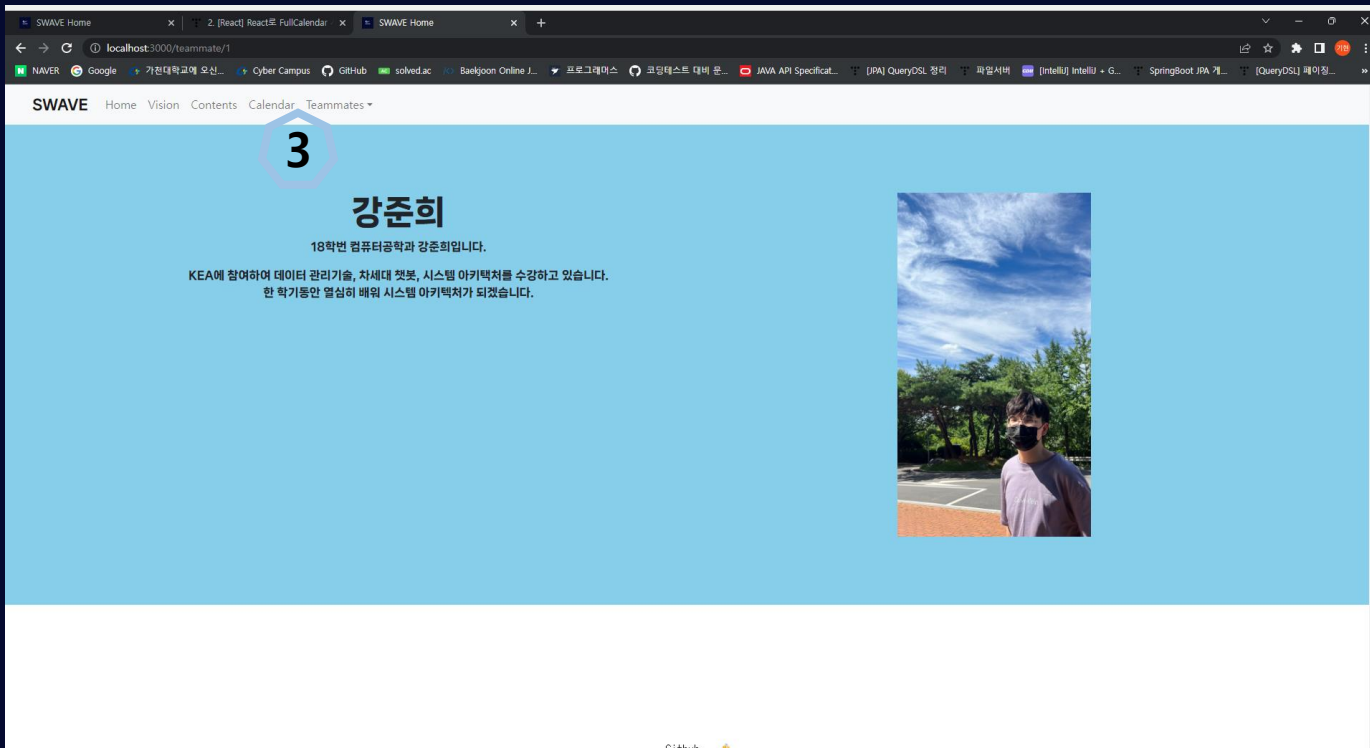 SWAVE Home
2. [React] React로 FullCalendar
SWAVE Home
localhost:3000/teammate/1
기현
NAVER Google 가천대학교에 오신... Cyber Campus GitHub solved.ac Baekjoon Online J... 프로그래머스 코딩테스트 대비 문... JAVA API Specificat... [JPA] QueryDSL 정리 파일서버 [IntelliJ] IntelliJ + G... SpringBoot JPA 게... [QueryDSL] 페이징... »
SWAVE Home Vision Contents Calendar Teammates
3
강준희
18학번 컴퓨터공학과 강준희입니다.
KEA에 참여하여 데이터 관리기술, 차세대 챗봇, 시스템 아키택처를 수강하고 있습니다.
한 학기동안 열심히 배워 시스템 아키텍처가 되겠습니다.
Github